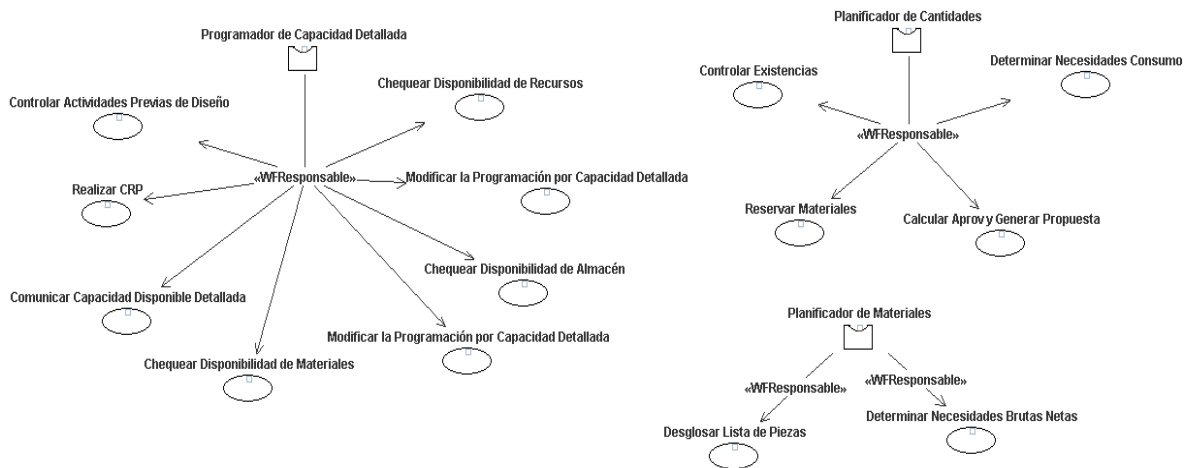 Programador de Capacidad Detallada
Chequear Disponibilidad de Recursos
Controlar Actividades Previas de Diseño
«WFResponsable»
Modificar la Programación por Capacidad Detallada
Realizar CRP
Chequear Disponibilidad de Almacén
Comunicar Capacidad Disponible Detallada
Modificar la Programación por Capacidad Detallada
Chequear Disponibilidad de Materiales
Planificador de Cantidades
Controlar Existencias
Determinar Necesidades Consumo
«WFResponsable»
Reservar Materiales
Calcular Aprov y Generar Propuesta
Planificador de Materiales
«WFResponsable»
«WFResponsable»
Desglosar Lista de Piezas
Determinar Necesidades Brutas Netas